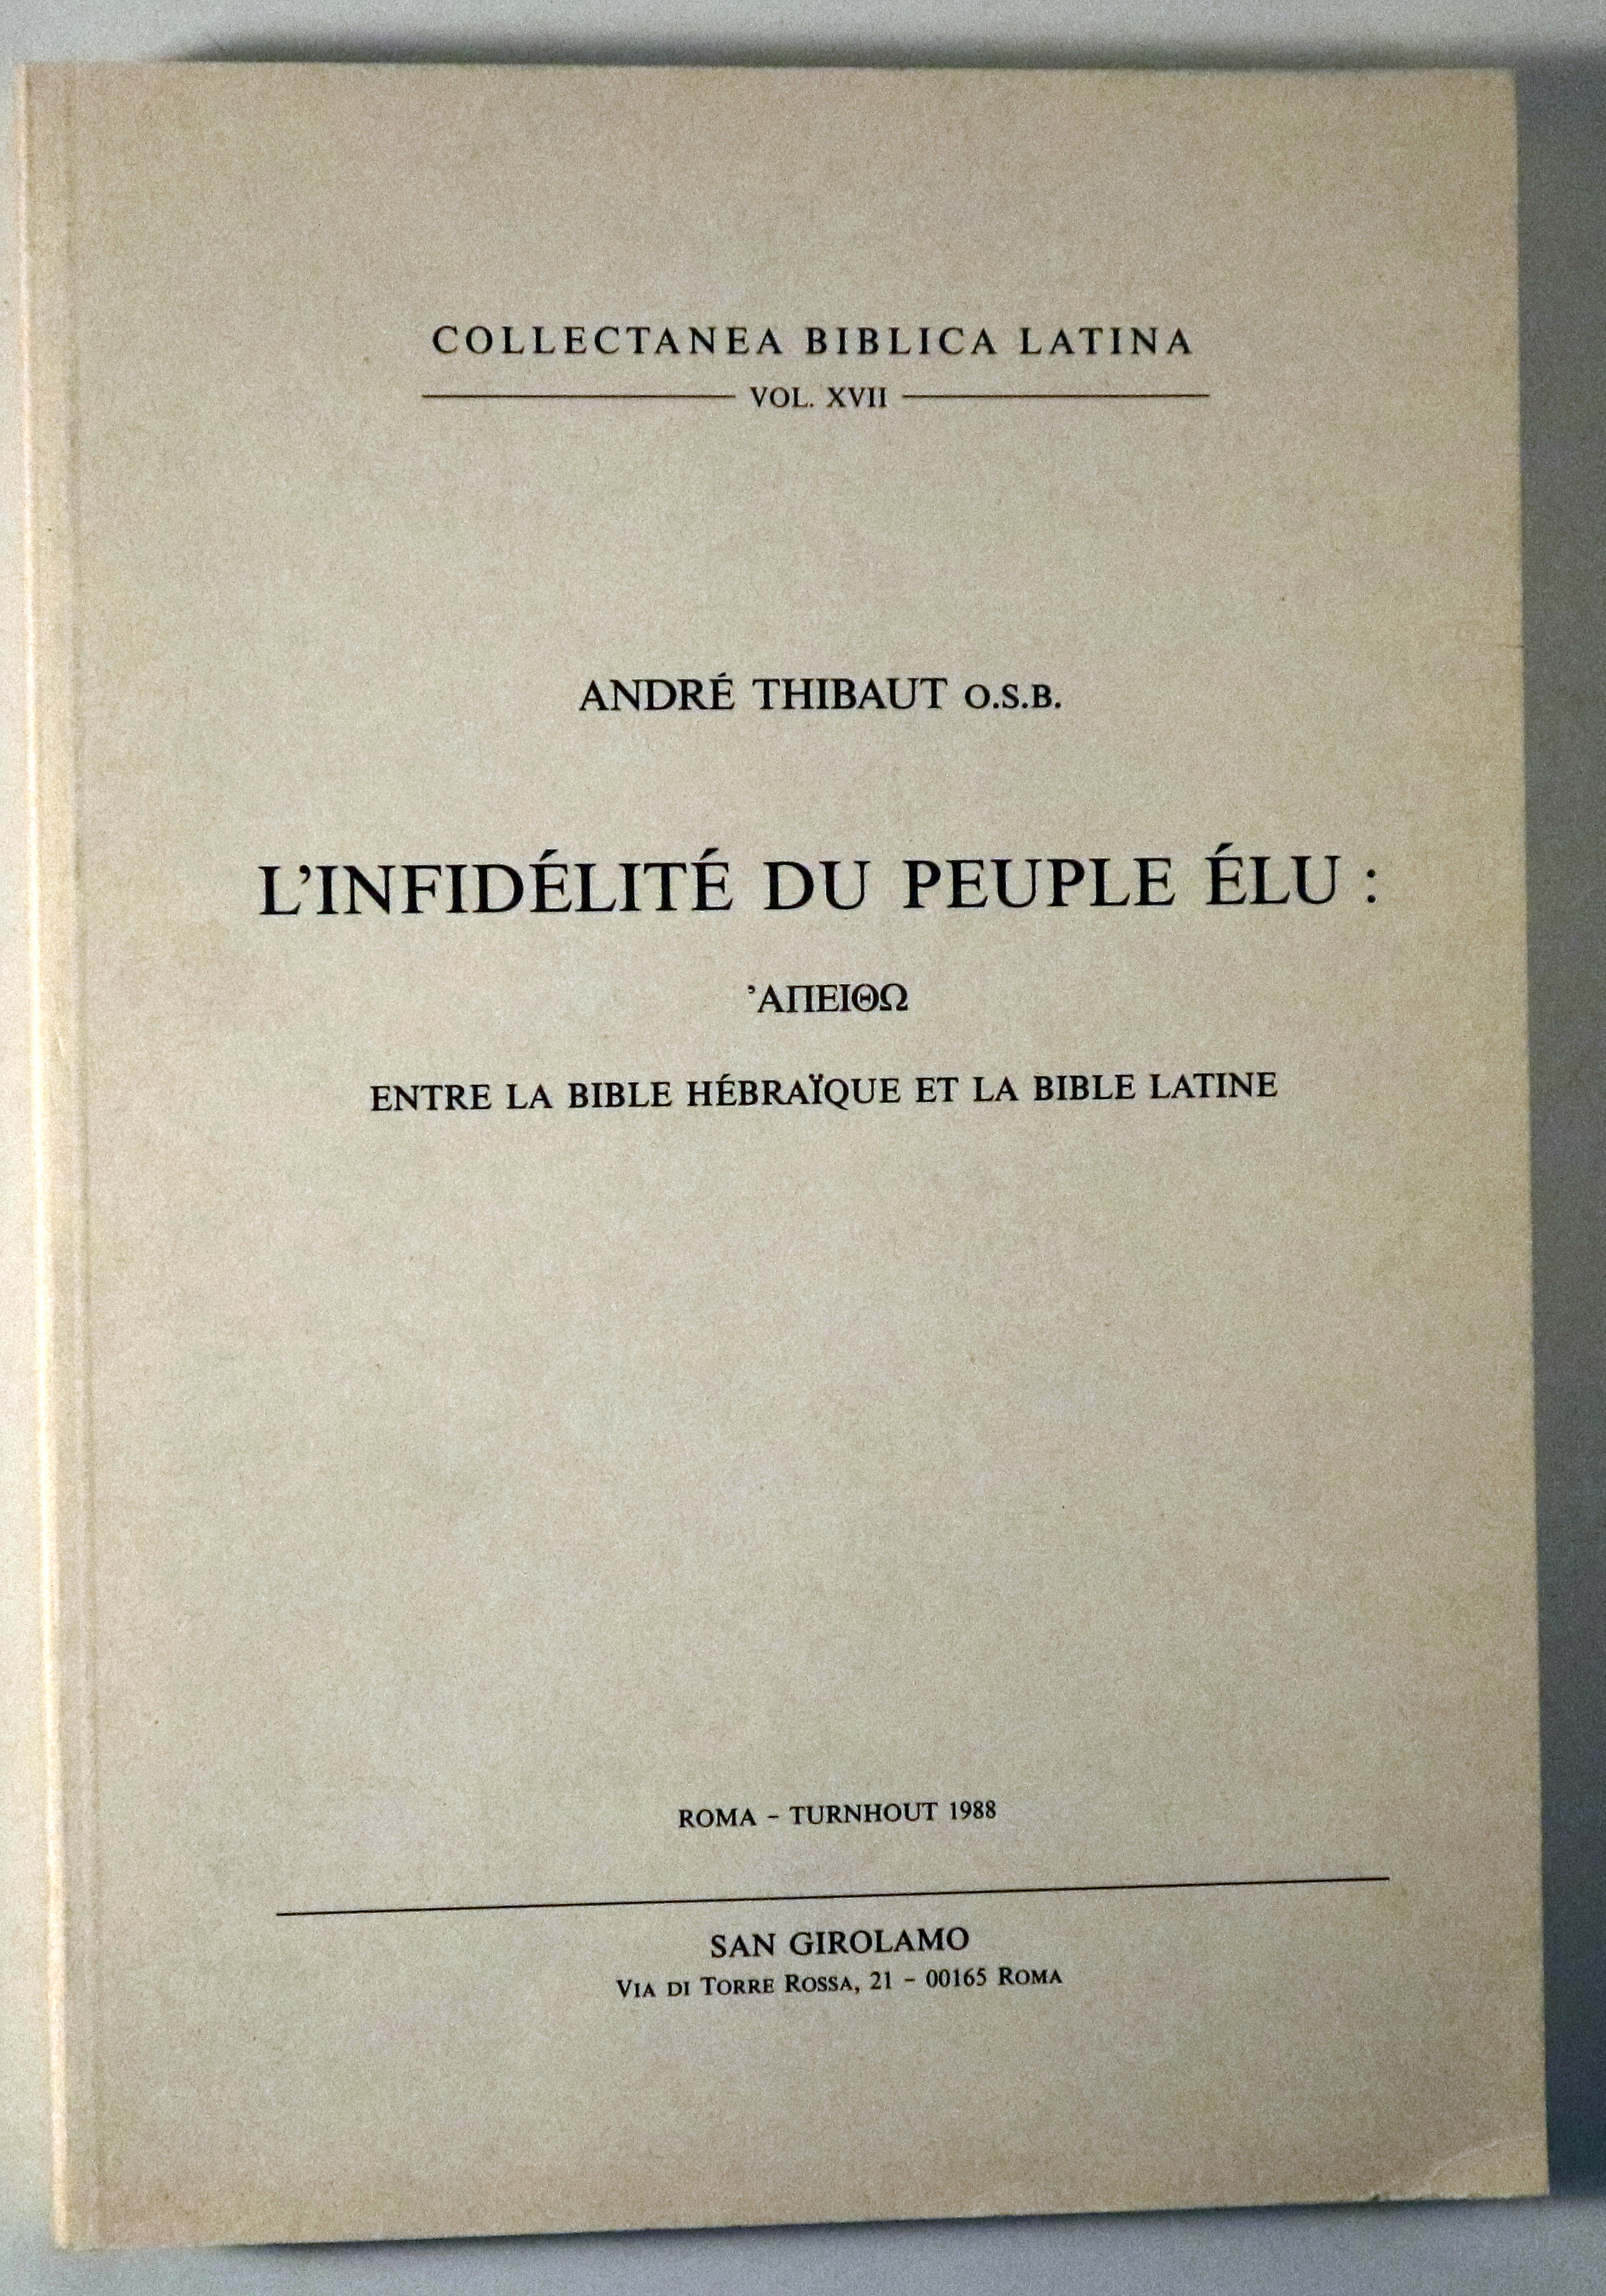 COLLECTANEA BIBLICA LATINA
VOL. XVII
ANDRÉ THIBAUT O.S.B.
L’INFIDÉLITÉ DU PEUPLE ÉLU :
᾿ΑΠΕΙΘΩ
ENTRE LA BIBLE HÉBRAÏQUE ET LA BIBLE LATINE
ROMA – TURNHOUT 1988
SAN GIROLAMO
VIA DI TORRE ROSSA, 21 – 00165 ROMA